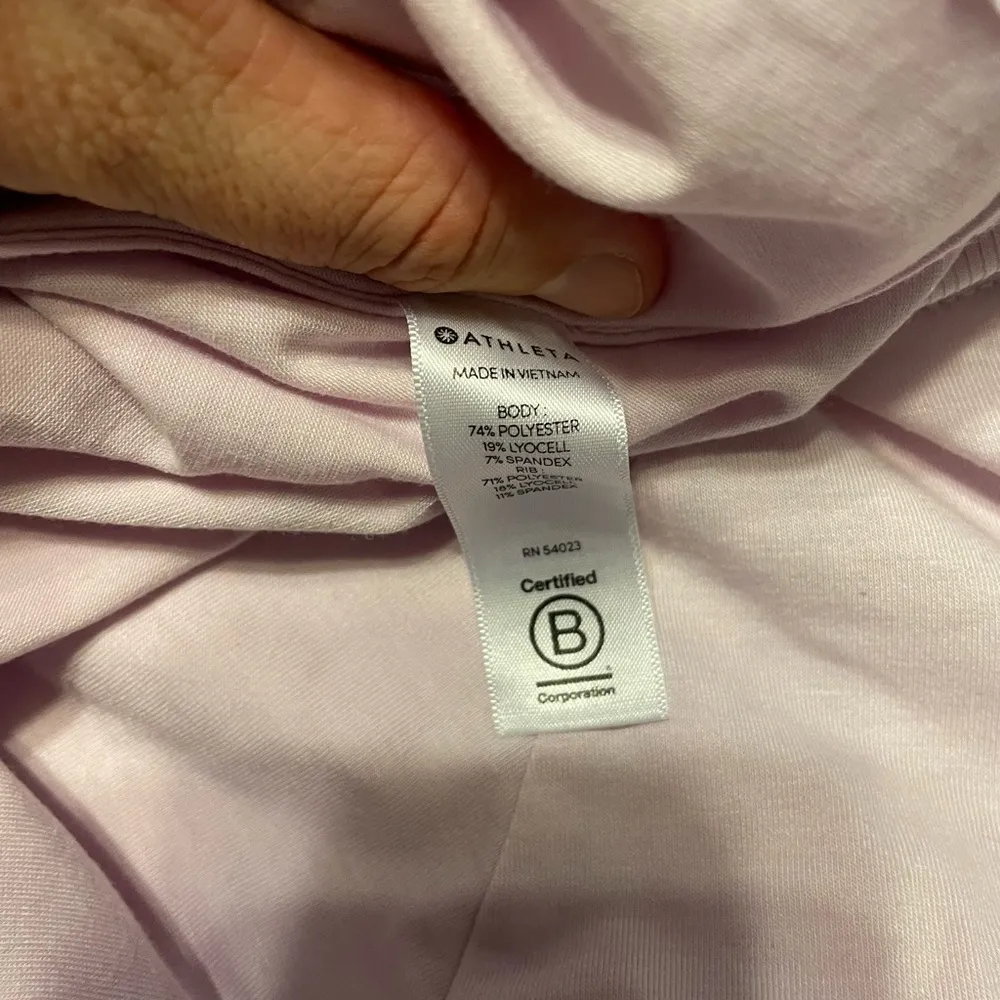 ATHLETA
MADE IN VIETNAM
BODY :
74% POLYESTER
19% LYOCELL
7% SPANDEX
RIB :
71% POLYESTER
18% LYOCELL
11% SPANDEX
RN 54023
Certified
B
Corporation